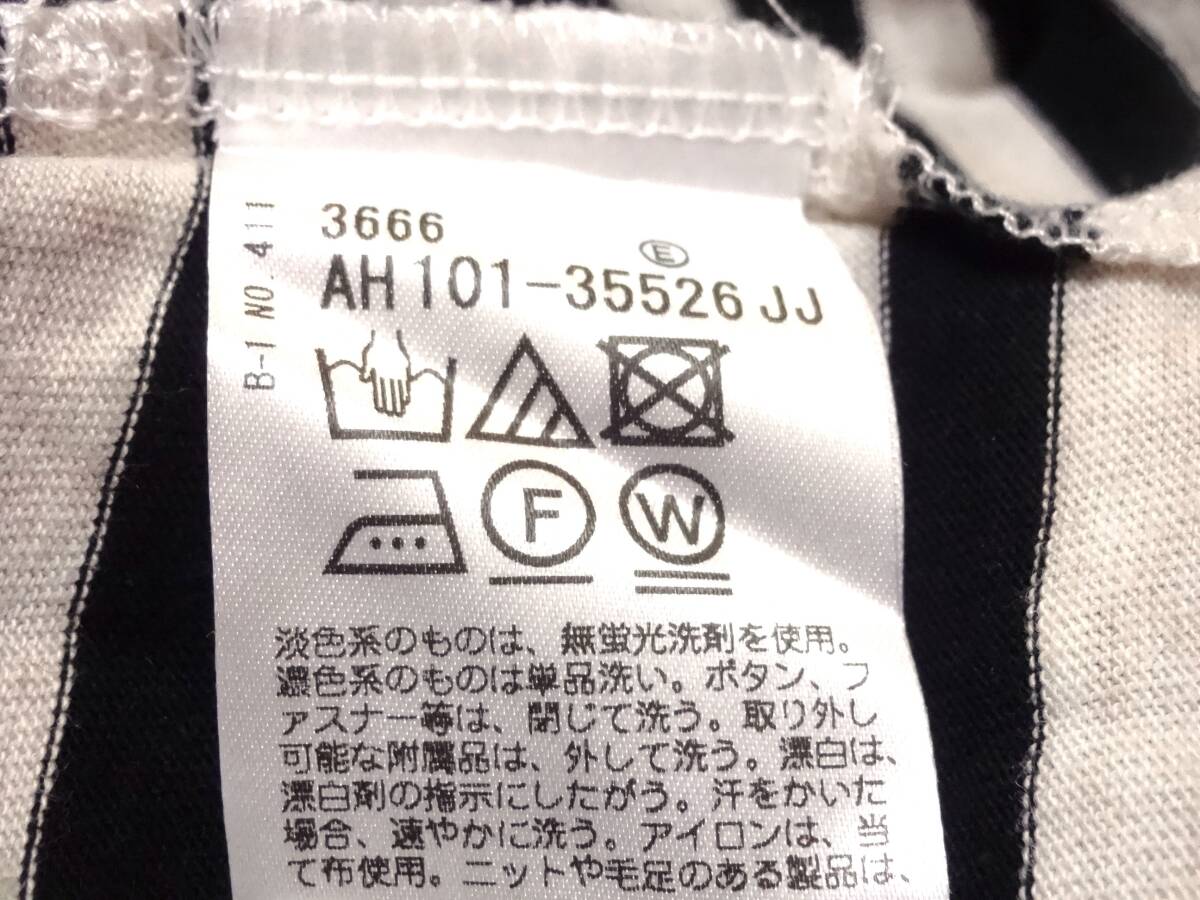 B-1 NO.411
3666
E
AH101-35526JJ
F
W
淡色系のものは、無蛍光洗剤を使用。
濃色系のものは単品洗い。ボタン、フ
ァスナー等は、閉じて洗う。取り外し
可能な附属品は、外して洗う。漂白は、
漂白剤の指示にしたがう。汗をかいた
場合、速やかに洗う。アイロンは、当
て布使用。ニットや毛足のある製品は、